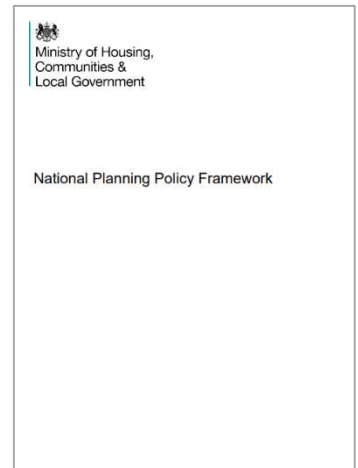 Ministry of Housing,
Communities &
Local Government
National Planning Policy Framework